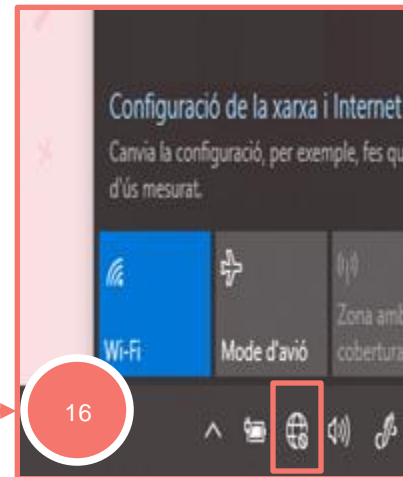 Configuració de la xarxa i Internet
Canvia la configuració, per exemple, fes qu
d'ús mesurat.
Wi-Fi
Mode d'avió
Zona amb
cobertura
16